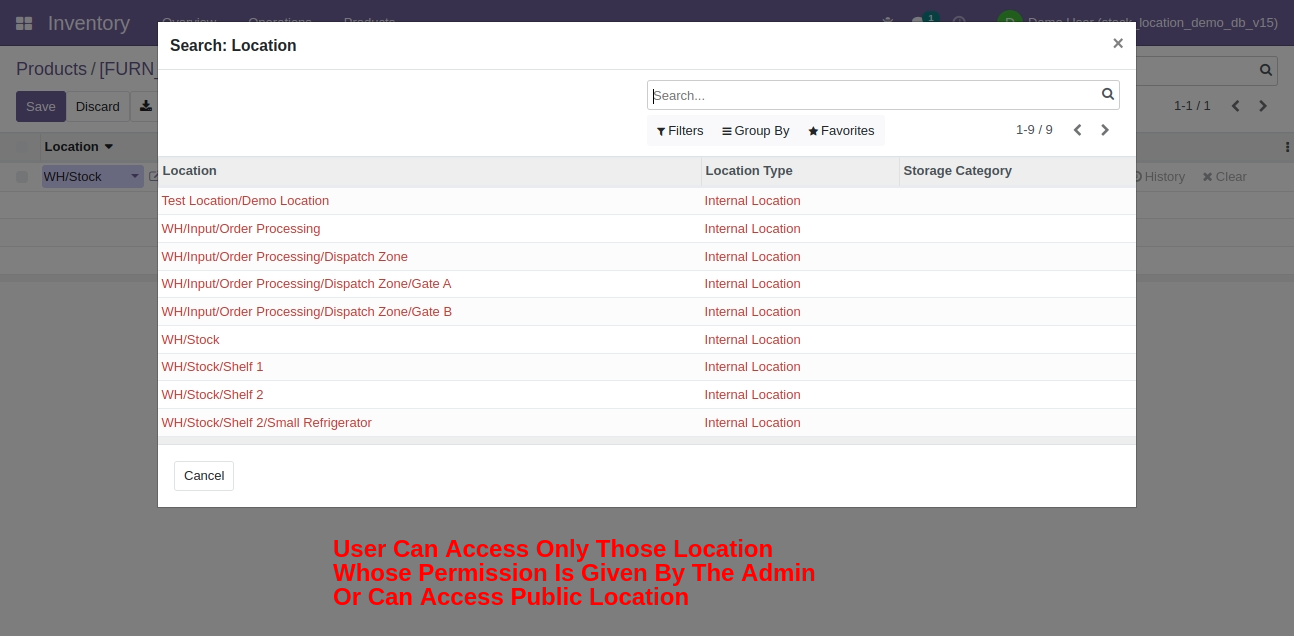 Inventory Overview Operations Products 1 D Demo User (stock_location_demo_db_v15)
Search: Location ×
Products / [FURN_
Search...
Save Discard 1-1 / 1
Filters Group By Favorites 1-9 / 9
Location
Location Location Type Storage Category
WH/Stock History Clear
Test Location/Demo Location Internal Location
WH/Input/Order Processing Internal Location
WH/Input/Order Processing/Dispatch Zone Internal Location
WH/Input/Order Processing/Dispatch Zone/Gate A Internal Location
WH/Input/Order Processing/Dispatch Zone/Gate B Internal Location
WH/Stock Internal Location
WH/Stock/Shelf 1 Internal Location
WH/Stock/Shelf 2 Internal Location
WH/Stock/Shelf 2/Small Refrigerator Internal Location
Cancel
User Can Access Only Those Location
Whose Permission Is Given By The Admin
Or Can Access Public Location